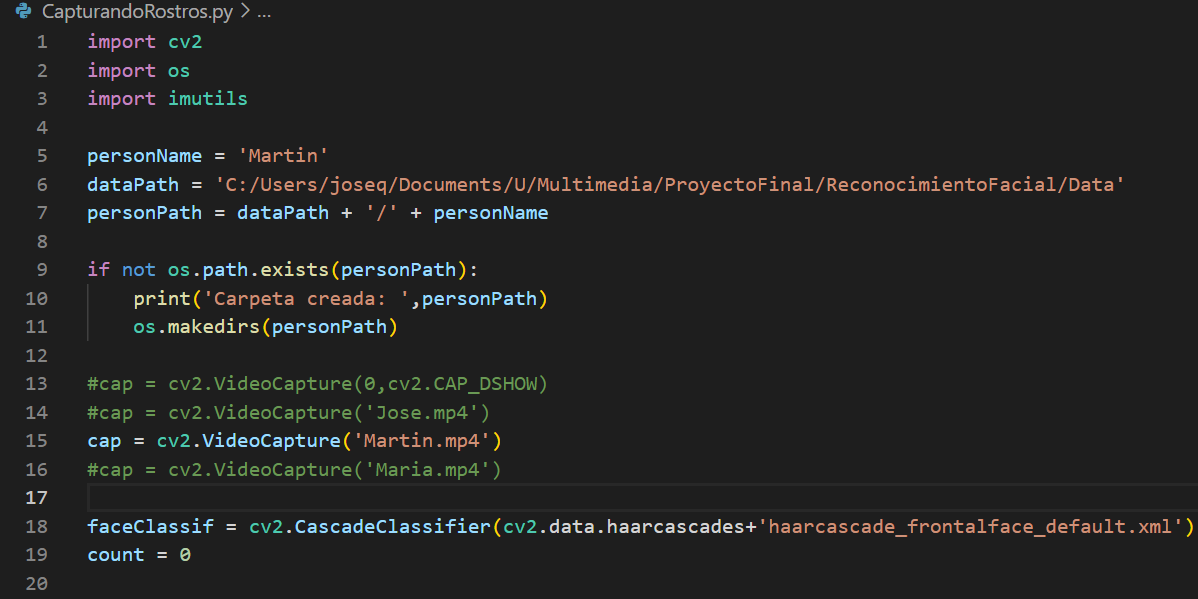 CapturandoRostros.py > ...
1 import cv2
2 import os
3 import imutils
4
5 personName = 'Martin'
6 dataPath = 'C:/Users/joseq/Documents/U/Multimedia/ProyectoFinal/ReconocimientoFacial/Data'
7 personPath = dataPath + '/' + personName
8
9 if not os.path.exists(personPath):
10     print('Carpeta creada: ',personPath)
11     os.makedirs(personPath)
12
13 #cap = cv2.VideoCapture(0,cv2.CAP_DSHOW)
14 #cap = cv2.VideoCapture('Jose.mp4')
15 cap = cv2.VideoCapture('Martin.mp4')
16 #cap = cv2.VideoCapture('Maria.mp4')
17
18 faceClassif = cv2.CascadeClassifier(cv2.data.haarcascades+'haarcascade_frontalface_default.xml')
19 count = 0
20